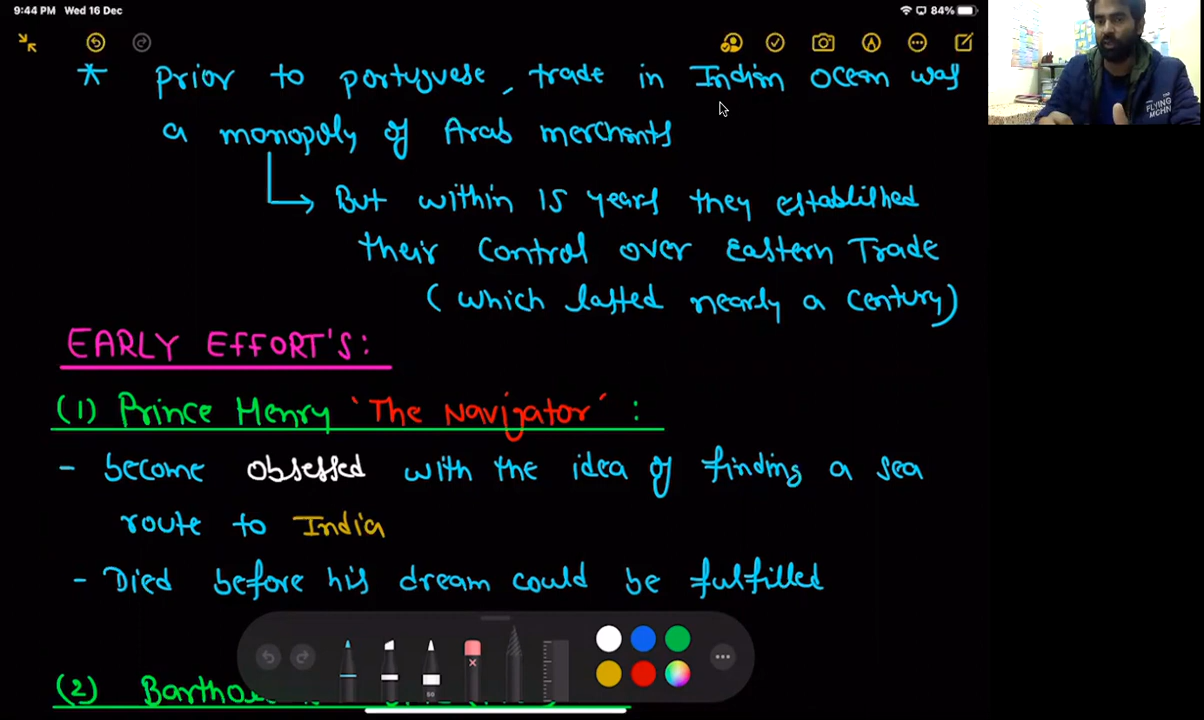 9:44 PM Wed 16 Dec
84%
* Prior to portuguese, trade in Indian ocean was
a monopoly of Arab merchants
But within 15 years they established
their control over Eastern Trade
(which lasted nearly a century)
EARLY EFFORT'S:
(1) Prince Henry 'The Navigator' :
- become obsessed with the idea of finding a sea
route to India
- Died before his dream could be fulfilled
(2)
50
FLYING
MCHN